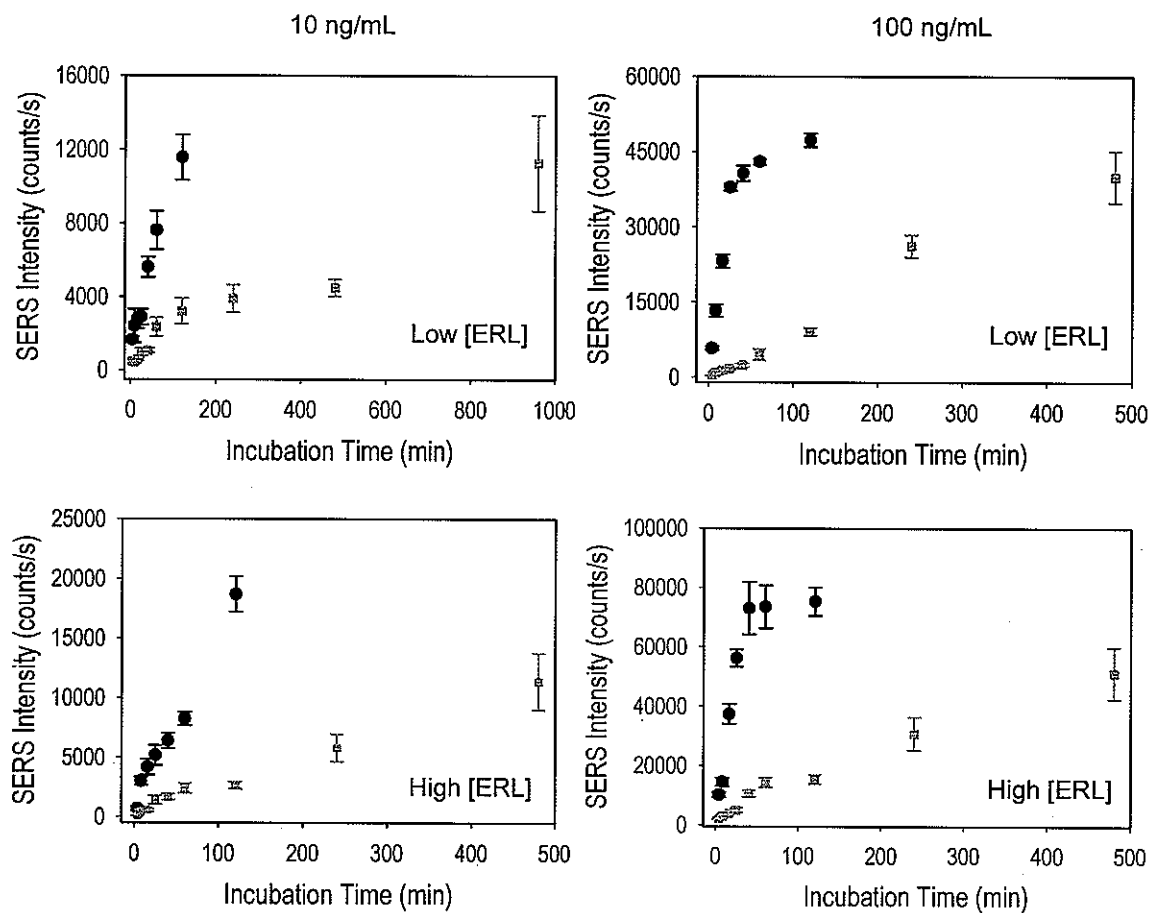 10 ng/mL
100 ng/mL
SERS Intensity (counts/s)
16000
12000
8000
4000
0
Low [ERL]
0 200 400 600 800 1000
Incubation Time (min)
SERS Intensity (counts/s)
60000
45000
30000
15000
0
Low [ERL]
0 100 200 300 400 500
Incubation Time (min)
SERS Intensity (counts/s)
25000
20000
15000
10000
5000
0
High [ERL]
0 100 200 300 400 500
Incubation Time (min)
SERS Intensity (counts/s)
100000
80000
60000
40000
20000
0
High [ERL]
0 100 200 300 400 500
Incubation Time (min)